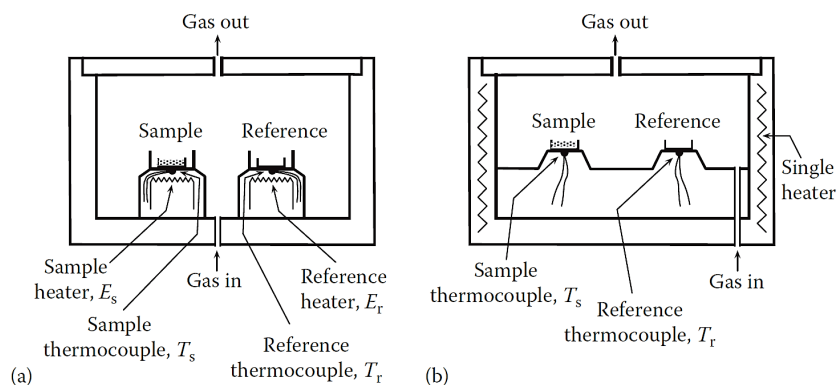 Gas out
Sample
Reference
Sample
heater, Es
Gas in
Reference
heater, Er
Sample
thermocouple, Ts
Reference
thermocouple, Tr
(a)
Gas out
Sample
Reference
Single
heater
Sample
thermocouple, Ts
Gas in
Reference
thermocouple, Tr
(b)